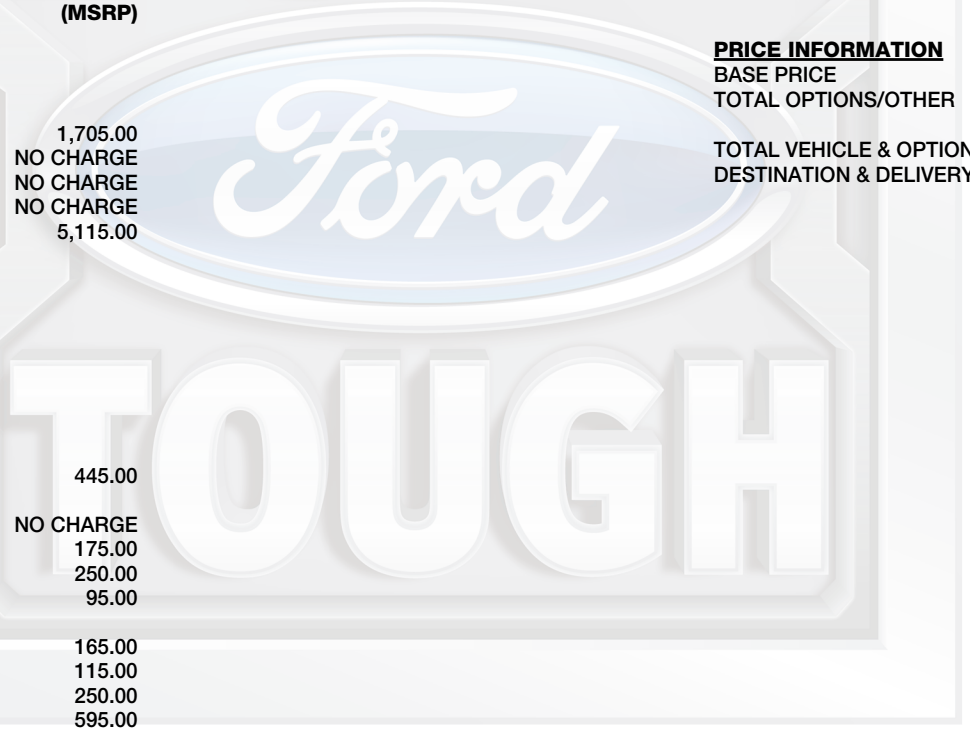 (MSRP)
PRICE INFORMATION
BASE PRICE
TOTAL OPTIONS/OTHER
1,705.00
NO CHARGE
TOTAL VEHICLE & OPTION
NO CHARGE
DESTINATION & DELIVERY
NO CHARGE
5,115.00
Ford
TOUGH
445.00
NO CHARGE
175.00
250.00
95.00
165.00
115.00
250.00
595.00